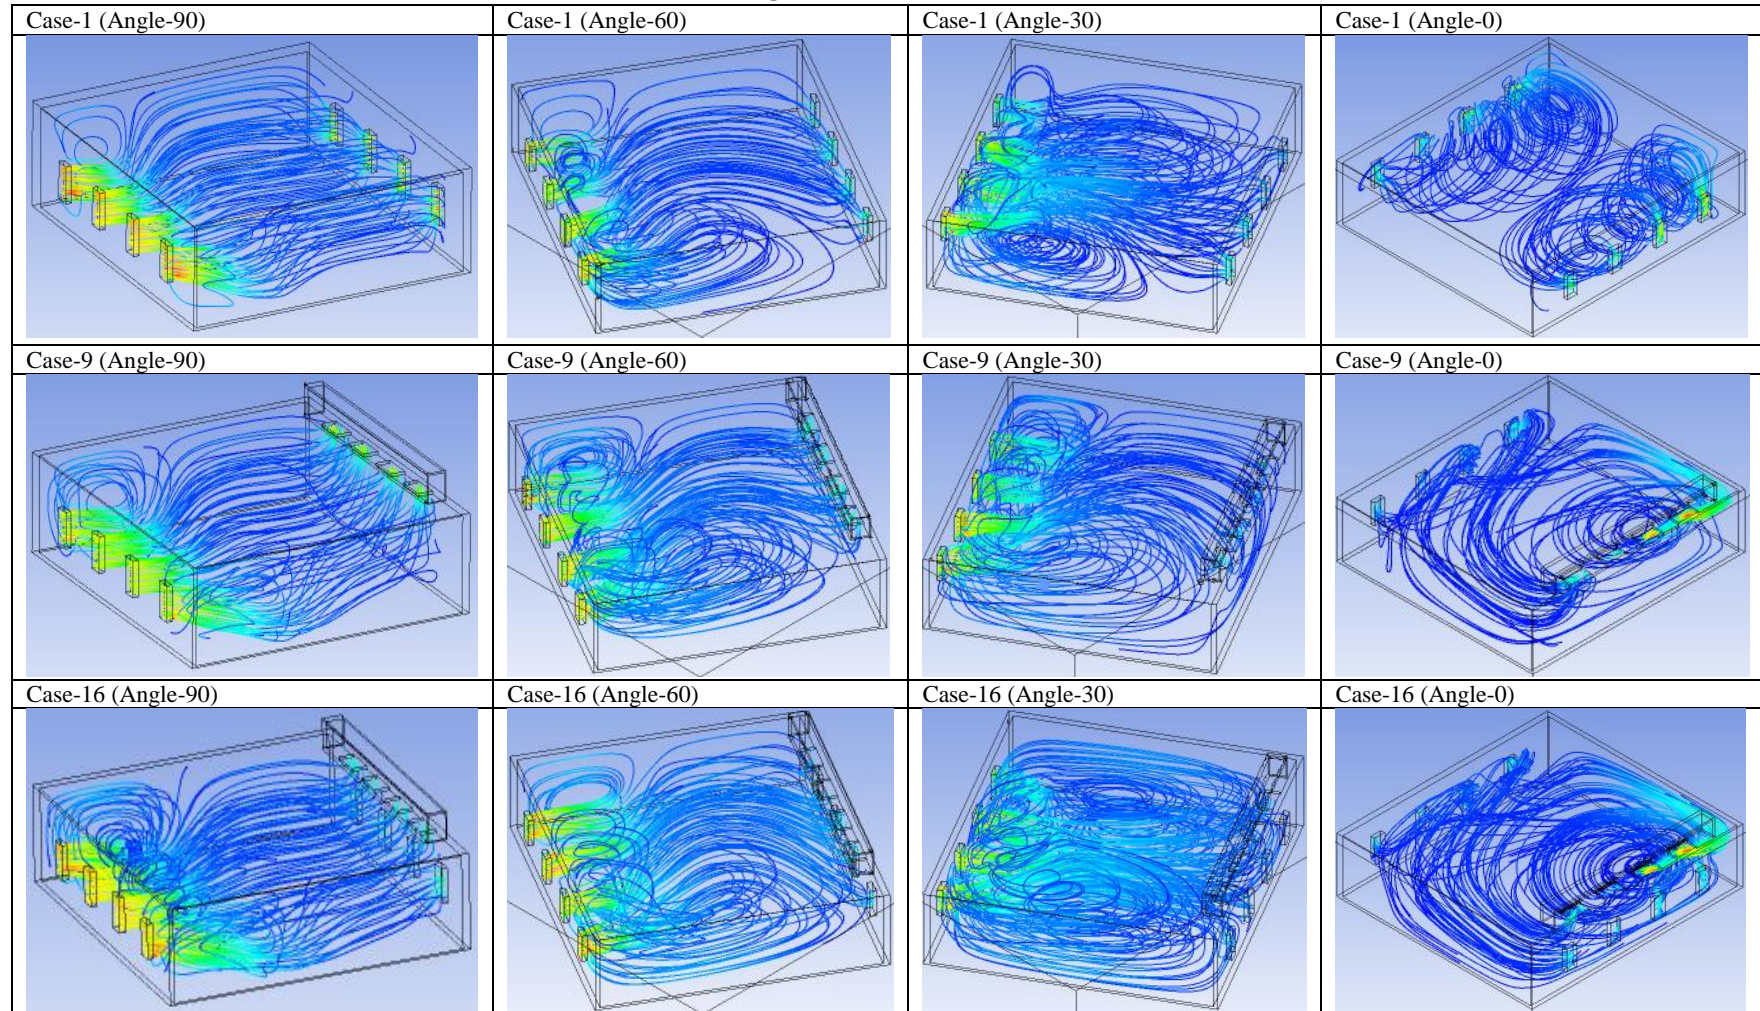 Case-1 (Angle-90)
Case-1 (Angle-60)
Case-1 (Angle-30)
Case-1 (Angle-0)
Case-9 (Angle-90)
Case-9 (Angle-60)
Case-9 (Angle-30)
Case-9 (Angle-0)
Case-16 (Angle-90)
Case-16 (Angle-60)
Case-16 (Angle-30)
Case-16 (Angle-0)